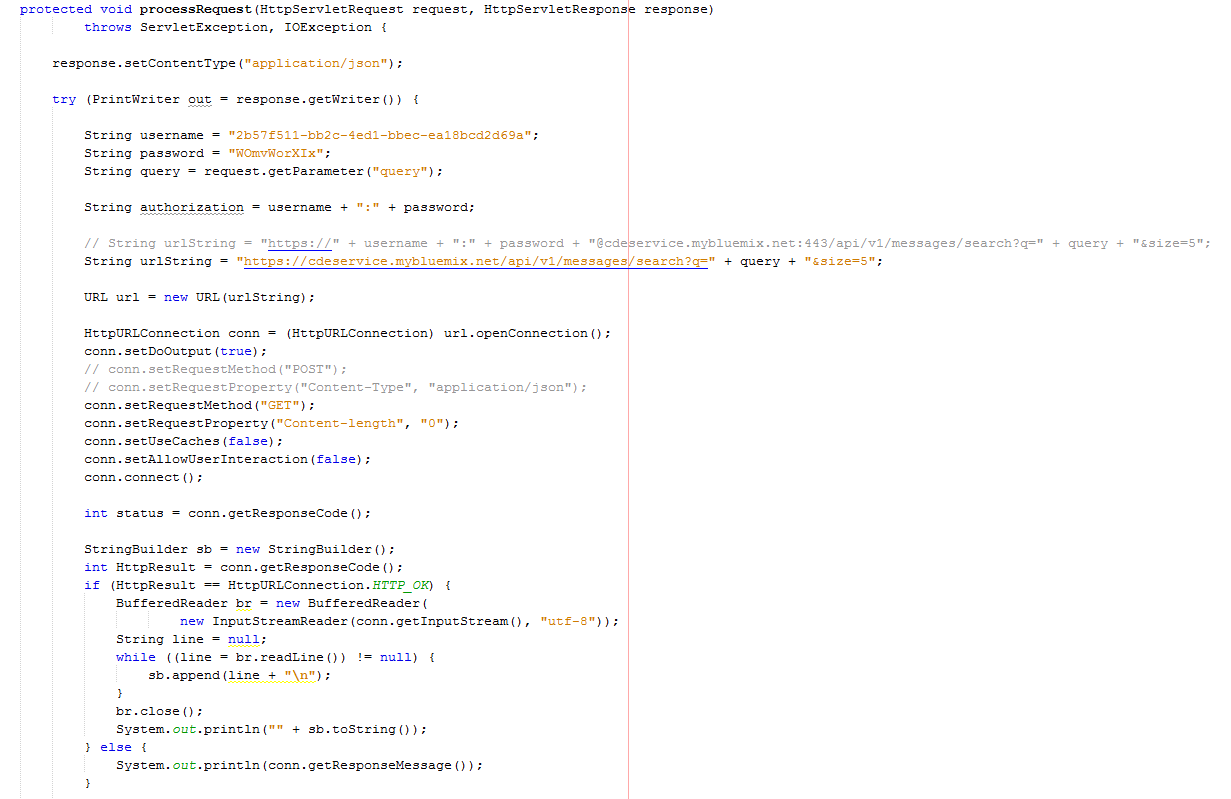 protected void processRequest(HttpServletRequest request, HttpServletResponse response)
throws ServletException, IOException {
response.setContentType("application/json");
try (PrintWriter out = response.getWriter()) {
String username = "2b57f511-bb2c-4ed1-bbec-ea18bcd2d69a";
String password = "WOmvWorXIx";
String query = request.getParameter("query");
String authorization = username + ":" + password;
// String urlString = "https://" + username + ":" + password + "@cdeservice.mybluemix.net:443/api/v1/messages/search?q=" + query + "&size=5";
String urlString = "https://cdeservice.mybluemix.net/api/v1/messages/search?q=" + query + "&size=5";
URL url = new URL(urlString);
HttpURLConnection conn = (HttpURLConnection) url.openConnection();
conn.setDoOutput(true);
// conn.setRequestMethod("POST");
// conn.setRequestProperty("Content-Type", "application/json");
conn.setRequestMethod("GET");
conn.setRequestProperty("Content-length", "0");
conn.setUseCaches(false);
conn.setAllowUserInteraction(false);
conn.connect();
int status = conn.getResponseCode();
StringBuilder sb = new StringBuilder();
int HttpResult = conn.getResponseCode();
if (HttpResult == HttpURLConnection.HTTP_OK) {
BufferedReader br = new BufferedReader(
new InputStreamReader(conn.getInputStream(), "utf-8"));
String line = null;
while ((line = br.readLine()) != null) {
sb.append(line + "\n");
}
br.close();
System.out.println("" + sb.toString());
} else {
System.out.println(conn.getResponseMessage());
}